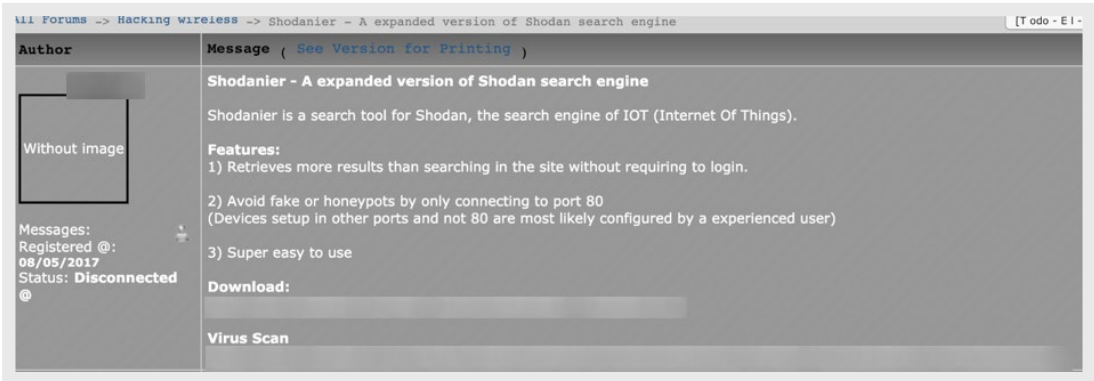 All Forums -> Hacking wireless -> Shodanier - A expanded version of Shodan search engine
[T odo - E l -
Author
Message ( See Version for Printing )
Without image
Messages:
Registered @:
08/05/2017
Status: Disconnected
@
Shodanier - A expanded version of Shodan search engine
Shodanier is a search tool for Shodan, the search engine of IOT (Internet Of Things).
Features:
1) Retrieves more results than searching in the site without requiring to login.
2) Avoid fake or honeypots by only connecting to port 80
(Devices setup in other ports and not 80 are most likely configured by a experienced user)
3) Super easy to use
Download:
Virus Scan